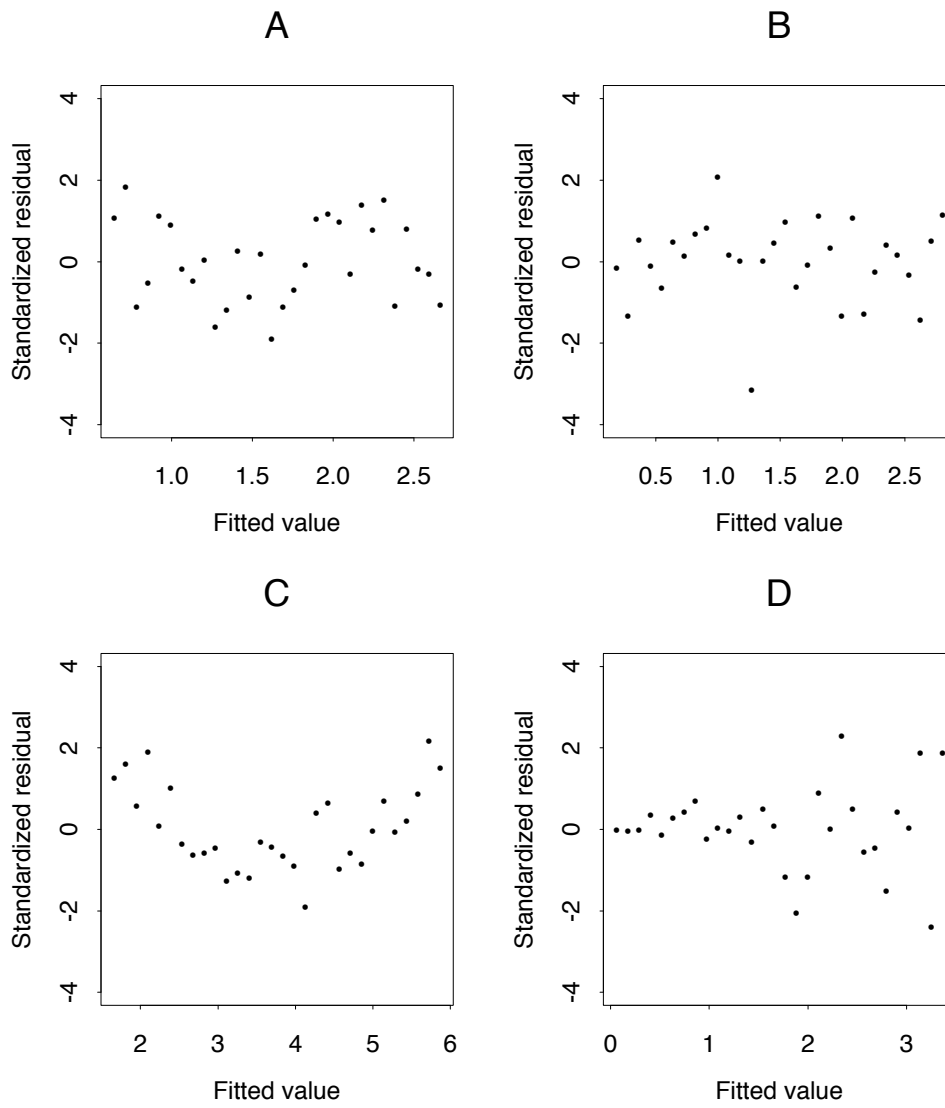 A
B
4
2
0
-2
-4
Standardized residual
1.0 1.5 2.0 2.5
Fitted value
4
2
0
-2
-4
Standardized residual
0.5 1.0 1.5 2.0 2.5
Fitted value
C
D
4
2
0
-2
-4
Standardized residual
2 3 4 5 6
Fitted value
4
2
0
-2
-4
Standardized residual
0 1 2 3
Fitted value